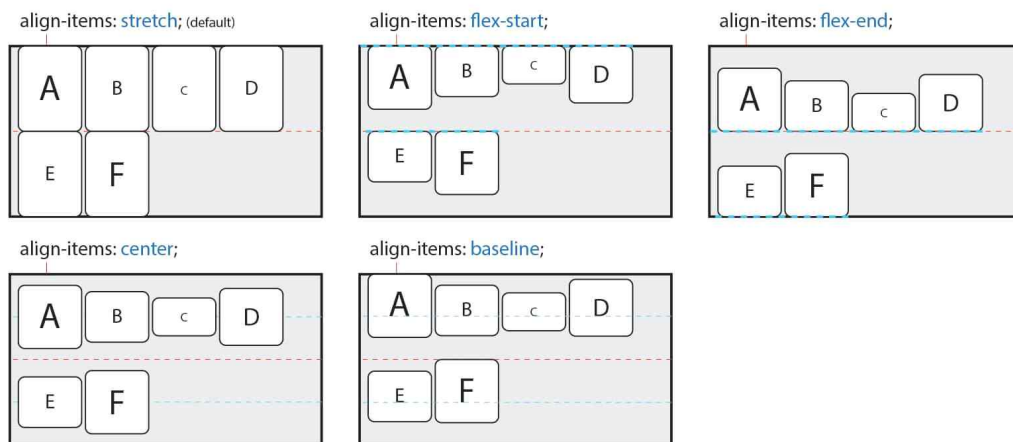 align-items: stretch; (default)
A B C D
E F
align-items: flex-start;
A B C D
E F
align-items: flex-end;
A B C D
E F
align-items: center;
A B C D
E F
align-items: baseline;
A B C D
E F